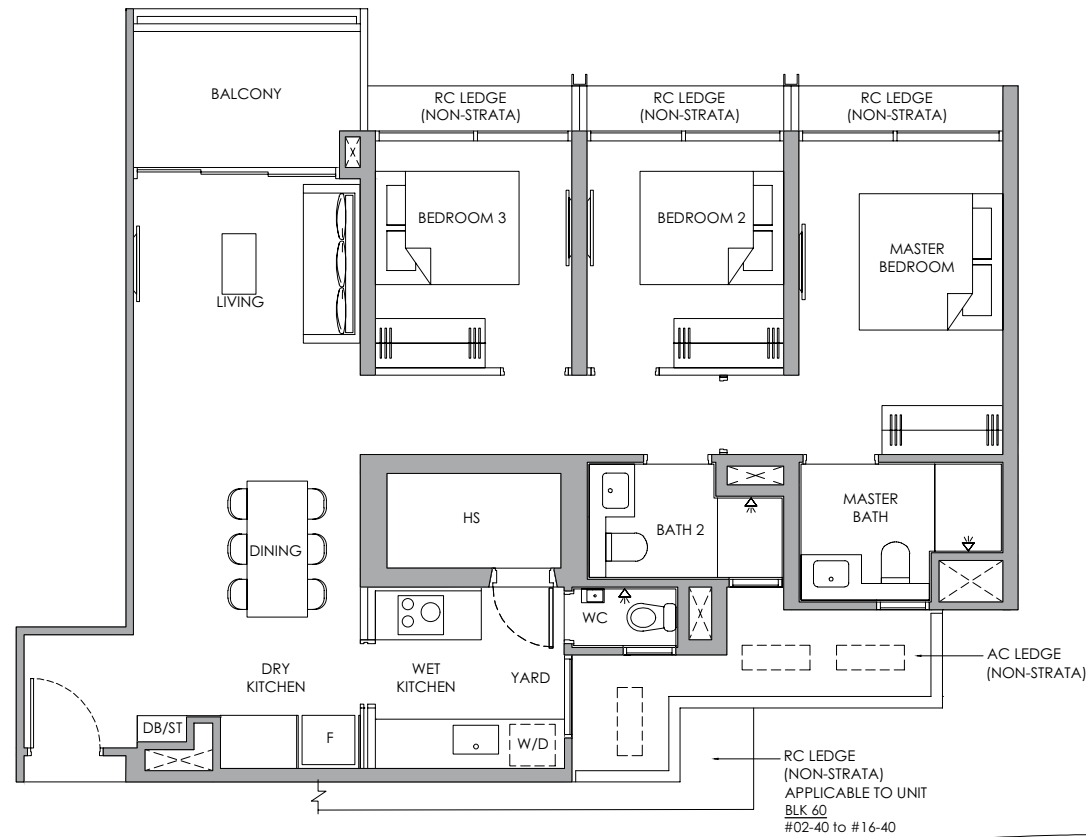 BALCONY
RC LEDGE
(NON-STRATA)
RC LEDGE
(NON-STRATA)
RC LEDGE
(NON-STRATA)
BEDROOM 3
BEDROOM 2
MASTER
BEDROOM
LIVING
HS
BATH 2
MASTER
BATH
DINING
WC
DRY
KITCHEN
WET
KITCHEN
YARD
AC LEDGE
(NON-STRATA)
DB/ST
F
W/D
RC LEDGE
(NON-STRATA)
APPLICABLE TO UNIT
BLK 60
#02-40 to #16-40